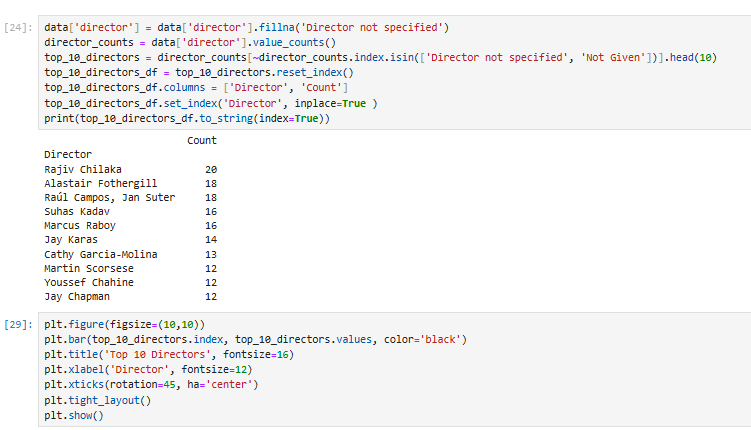 [24]: data['director'] = data['director'].fillna('Director not specified')
director_counts = data['director'].value_counts()
top_10_directors = director_counts[~director_counts.index.isin(['Director not specified', 'Not Given'])].head(10)
top_10_directors_df = top_10_directors.reset_index()
top_10_directors_df.columns = ['Director', 'Count']
top_10_directors_df.set_index('Director', inplace=True )
print(top_10_directors_df.to_string(index=True))
Count
Director
Rajiv Chilaka 20
Alastair Fothergill 18
Raúl Campos, Jan Suter 18
Suhas Kadav 16
Marcus Raboy 16
Jay Karas 14
Cathy Garcia-Molina 13
Martin Scorsese 12
Youssef Chahine 12
Jay Chapman 12
[29]: plt.figure(figsize=(10,10))
plt.bar(top_10_directors.index, top_10_directors.values, color='black')
plt.title('Top 10 Directors', fontsize=16)
plt.xlabel('Director', fontsize=12)
plt.xticks(rotation=45, ha='center')
plt.tight_layout()
plt.show()